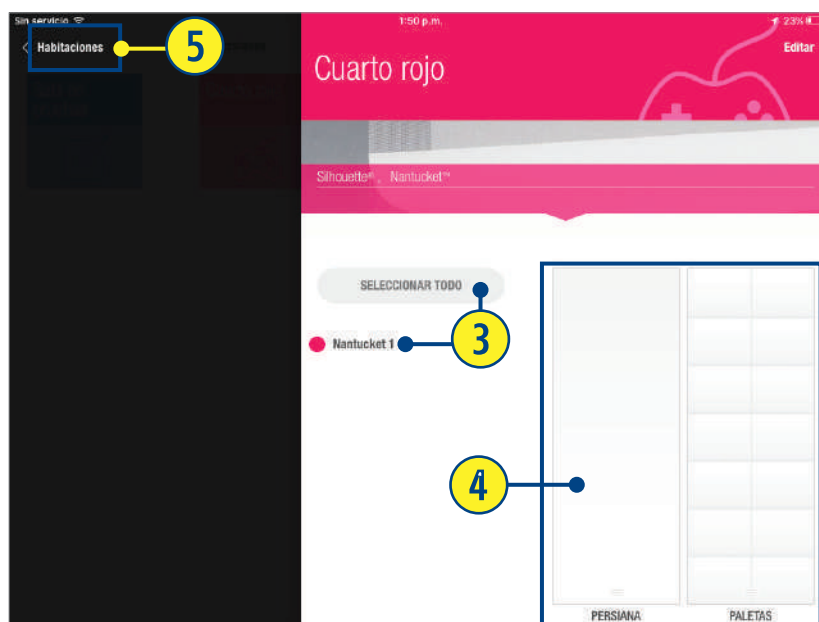 Sin servicio
1:50 p.m.
23%
Habitaciones
5
Editar
Cuarto rojo
Silhouette®, Nantucket™
SELECCIONAR TODO
3
Nantucket 1
4
PERSIANA
PALETAS